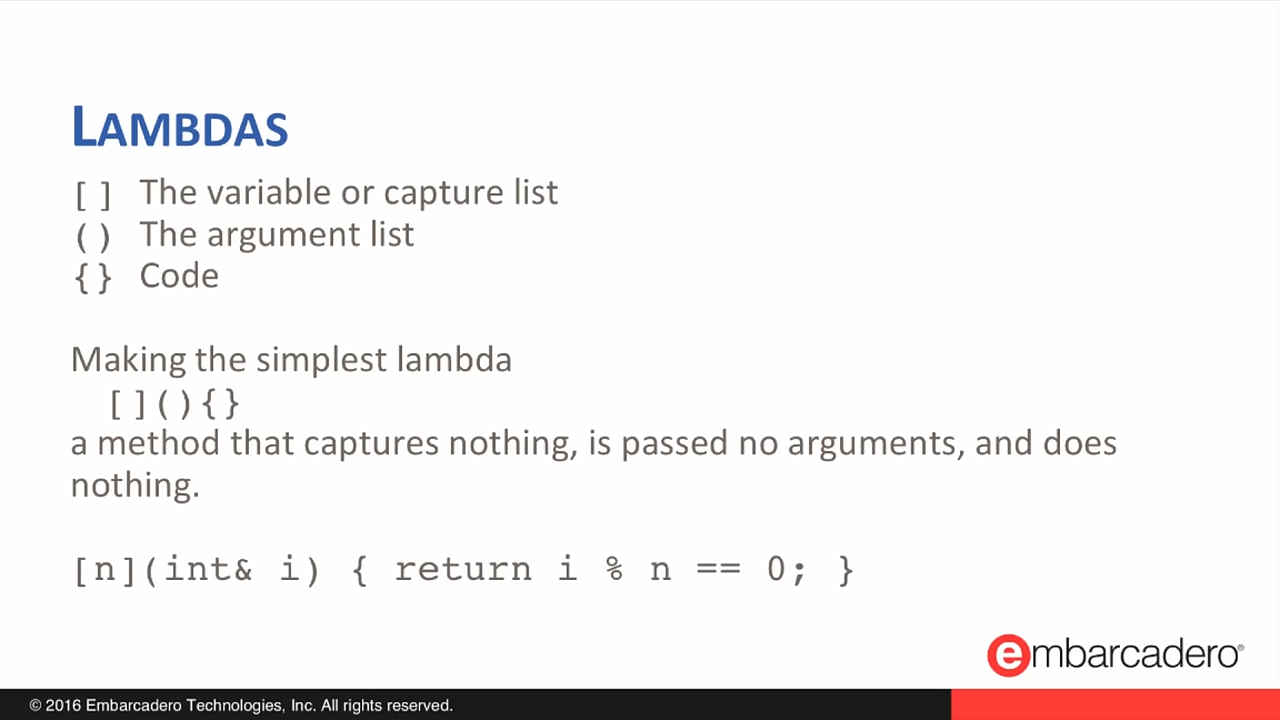 LAMBDAS
[] The variable or capture list
() The argument list
{} Code
Making the simplest lambda
[](){}
a method that captures nothing, is passed no arguments, and does
nothing.
[n](int& i) { return i % n == 0; }
embarcadero®
© 2016 Embarcadero Technologies, Inc. All rights reserved.